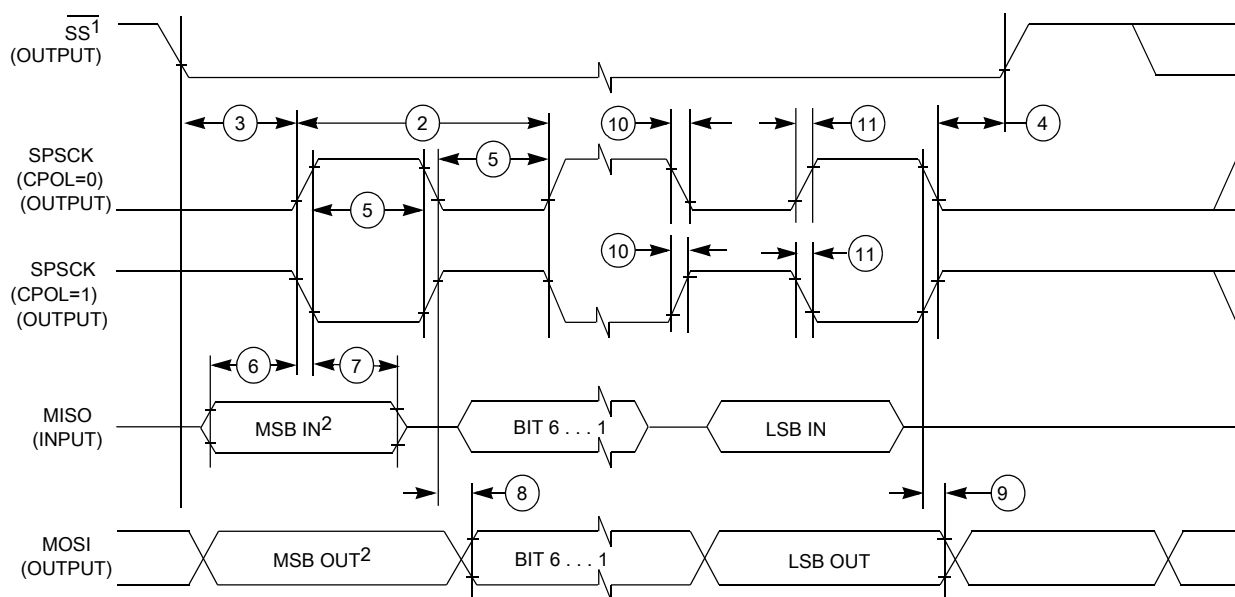 SS1
(OUTPUT)
3
2
10
11
4
SPSCK
(CPOL=0)
(OUTPUT)
5
5
SPSCK
(CPOL=1)
(OUTPUT)
10
11
6
7
MISO
(INPUT)
MSB IN2
BIT 6 . . . 1
LSB IN
8
9
MOSI
(OUTPUT)
MSB OUT2
BIT 6 . . . 1
LSB OUT